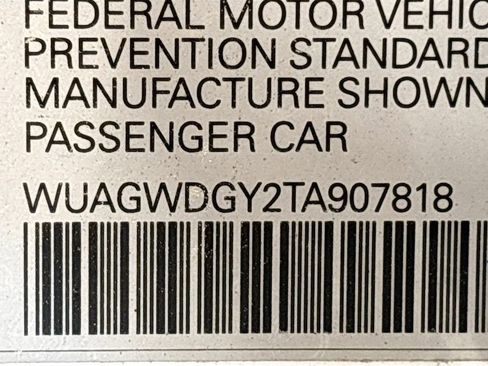 FEDERAL MOTOR VEHIC
PREVENTION STANDARD
MANUFACTURE SHOWN
PASSENGER CAR
WUAGWDGY2TA907818